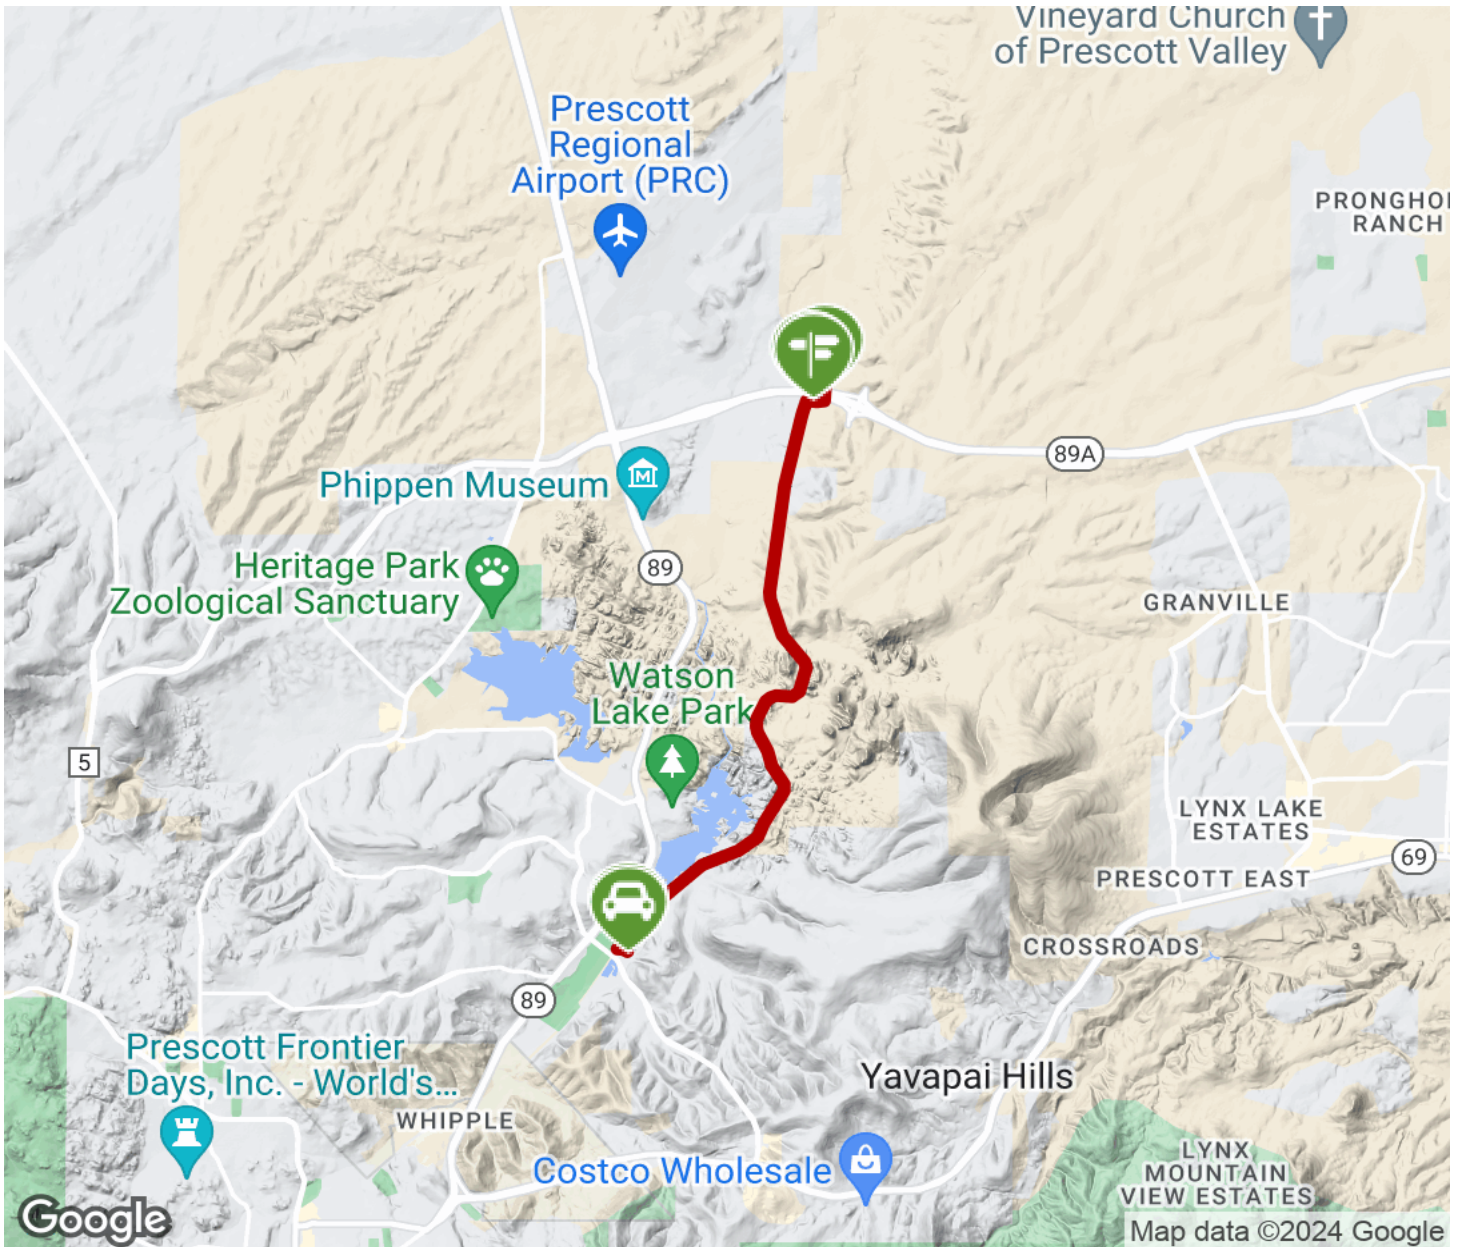 Vineyard Church
of Prescott Valley
Prescott
Regional
Airport (PRC)
PRONGHO
RANCH
89A
Phippen Museum
89
Heritage Park
Zoological Sanctuary
GRANVILLE
Watson
Lake Park
5
LYNX LAKE
ESTATES
69
PRESCOTT EAST
CROSSROADS
89
Prescott Frontier
Days, Inc. - World's...
Yavapai Hills
WHIPPLE
Costco Wholesale
LYNX
MOUNTAIN
VIEW ESTATES
Google
Map data ©2024 Google